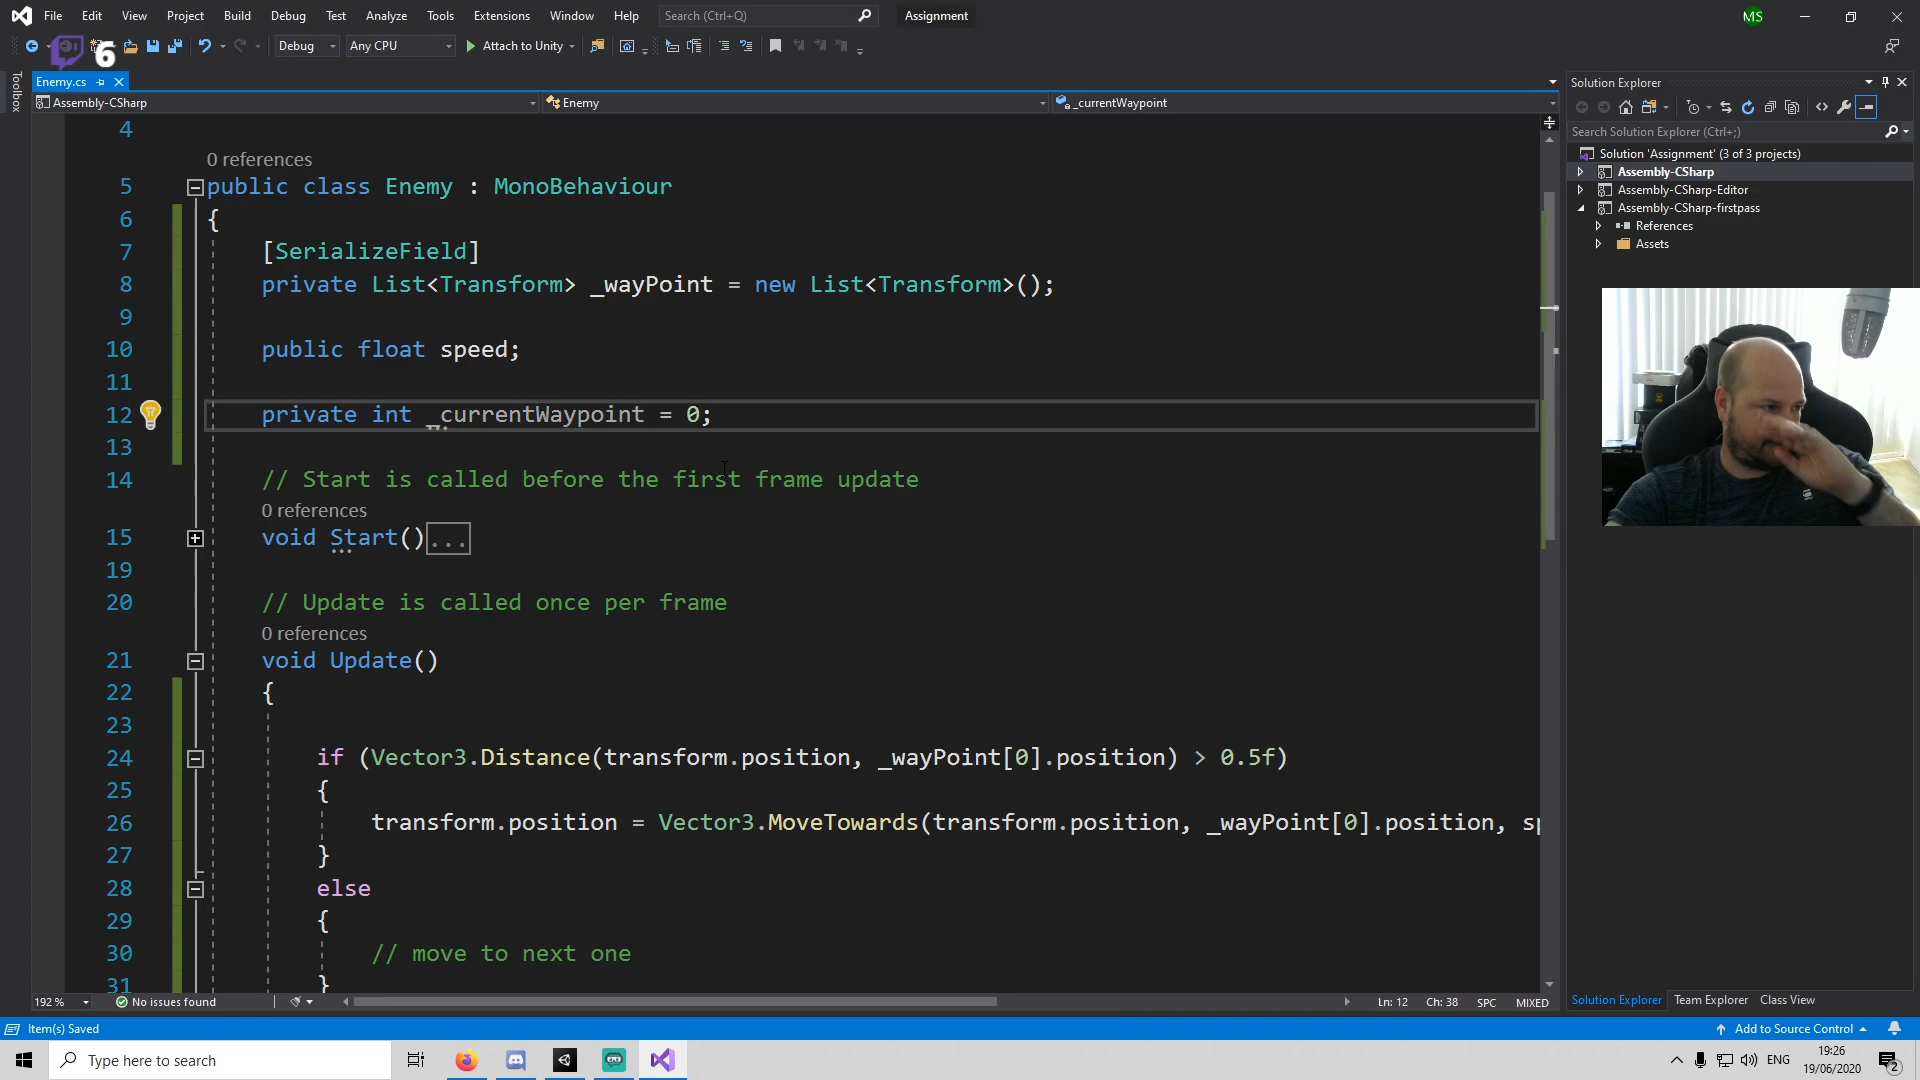 File Edit View Project Build Debug Test Analyze Tools Extensions Window Help Search (Ctrl+Q) Assignment MS
6 Debug Any CPU Attach to Unity
Toolbox
Enemy.cs
Assembly-CSharp Enemy _currentWaypoint
4
0 references
5 public class Enemy : MonoBehaviour
6 {
7 [SerializeField]
8 private List<Transform> _wayPoint = new List<Transform>();
9
10 public float speed;
11
12 private int _currentWaypoint = 0;
13
14 // Start is called before the first frame update
0 references
15 void Start()...
19
20 // Update is called once per frame
0 references
21 void Update()
22 {
23
24 if (Vector3.Distance(transform.position, _wayPoint[0].position) > 0.5f)
25 {
26 transform.position = Vector3.MoveTowards(transform.position, _wayPoint[0].position, sp
27 }
28 else
29 {
30 // move to next one
31 }
192 % No issues found Ln: 12 Ch: 38 SPC MIXED
Solution Explorer
Search Solution Explorer (Ctrl+;)
Solution 'Assignment' (3 of 3 projects)
Assembly-CSharp
Assembly-CSharp-Editor
Assembly-CSharp-firstpass
References
Assets
Solution Explorer Team Explorer Class View
Item(s) Saved Add to Source Control
Type here to search
ENG
19:26
19/06/2020
2